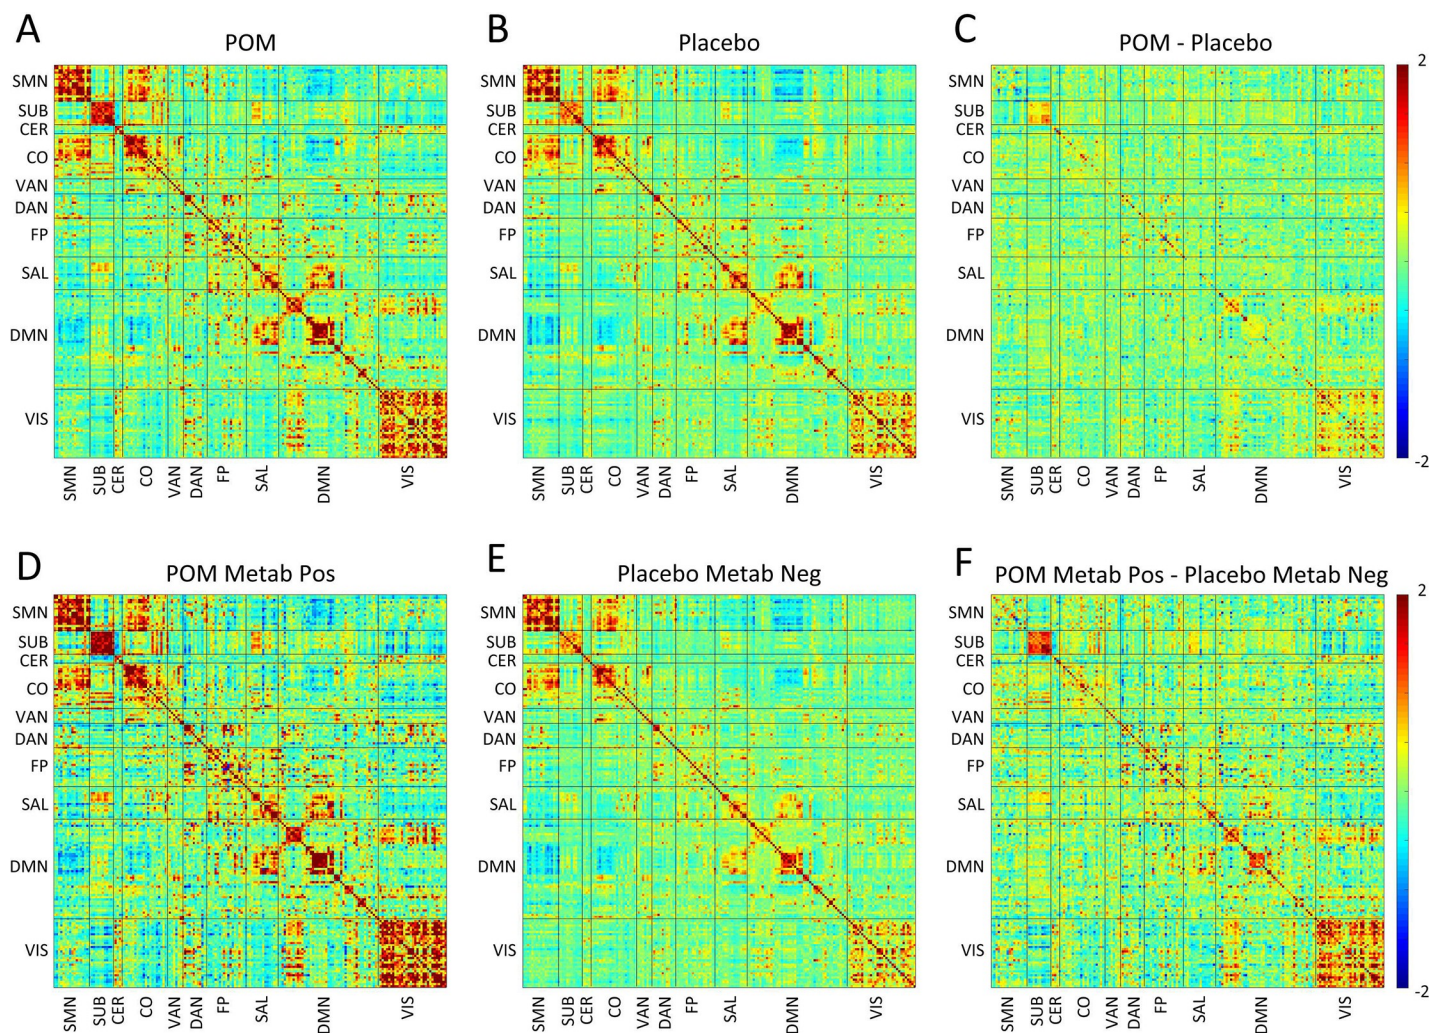 A
POM
B
Placebo
C
POM - Placebo
SMN
SUB
CER
CO
VAN
DAN
FP
SAL
DMN
VIS
SMN
SUB
CER
CO
VAN
DAN
FP
SAL
DMN
VIS
SMN
SUB
CER
CO
VAN
DAN
FP
SAL
DMN
VIS
2
-2
SMN
SUB
CER
CO
VAN
DAN
FP
SAL
DMN
VIS
SMN
SUB
CER
CO
VAN
DAN
FP
SAL
DMN
VIS
SMN
SUB
CER
CO
VAN
DAN
FP
SAL
DMN
VIS
D
POM Metab Pos
E
Placebo Metab Neg
F
POM Metab Pos - Placebo Metab Neg
SMN
SUB
CER
CO
VAN
DAN
FP
SAL
DMN
VIS
SMN
SUB
CER
CO
VAN
DAN
FP
SAL
DMN
VIS
SMN
SUB
CER
CO
VAN
DAN
FP
SAL
DMN
VIS
2
-2
SMN
SUB
CER
CO
VAN
DAN
FP
SAL
DMN
VIS
SMN
SUB
CER
CO
VAN
DAN
FP
SAL
DMN
VIS
SMN
SUB
CER
CO
VAN
DAN
FP
SAL
DMN
VIS